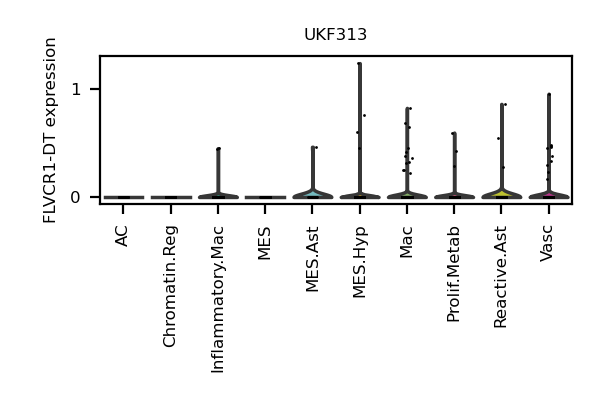 UKF313
FLVCR1-DT expression
1
0
AC
Chromatin.Reg
Inflammatory.Mac
MES
MES.Ast
MES.Hyp
Mac
Prolif.Metab
Reactive.Ast
Vasc